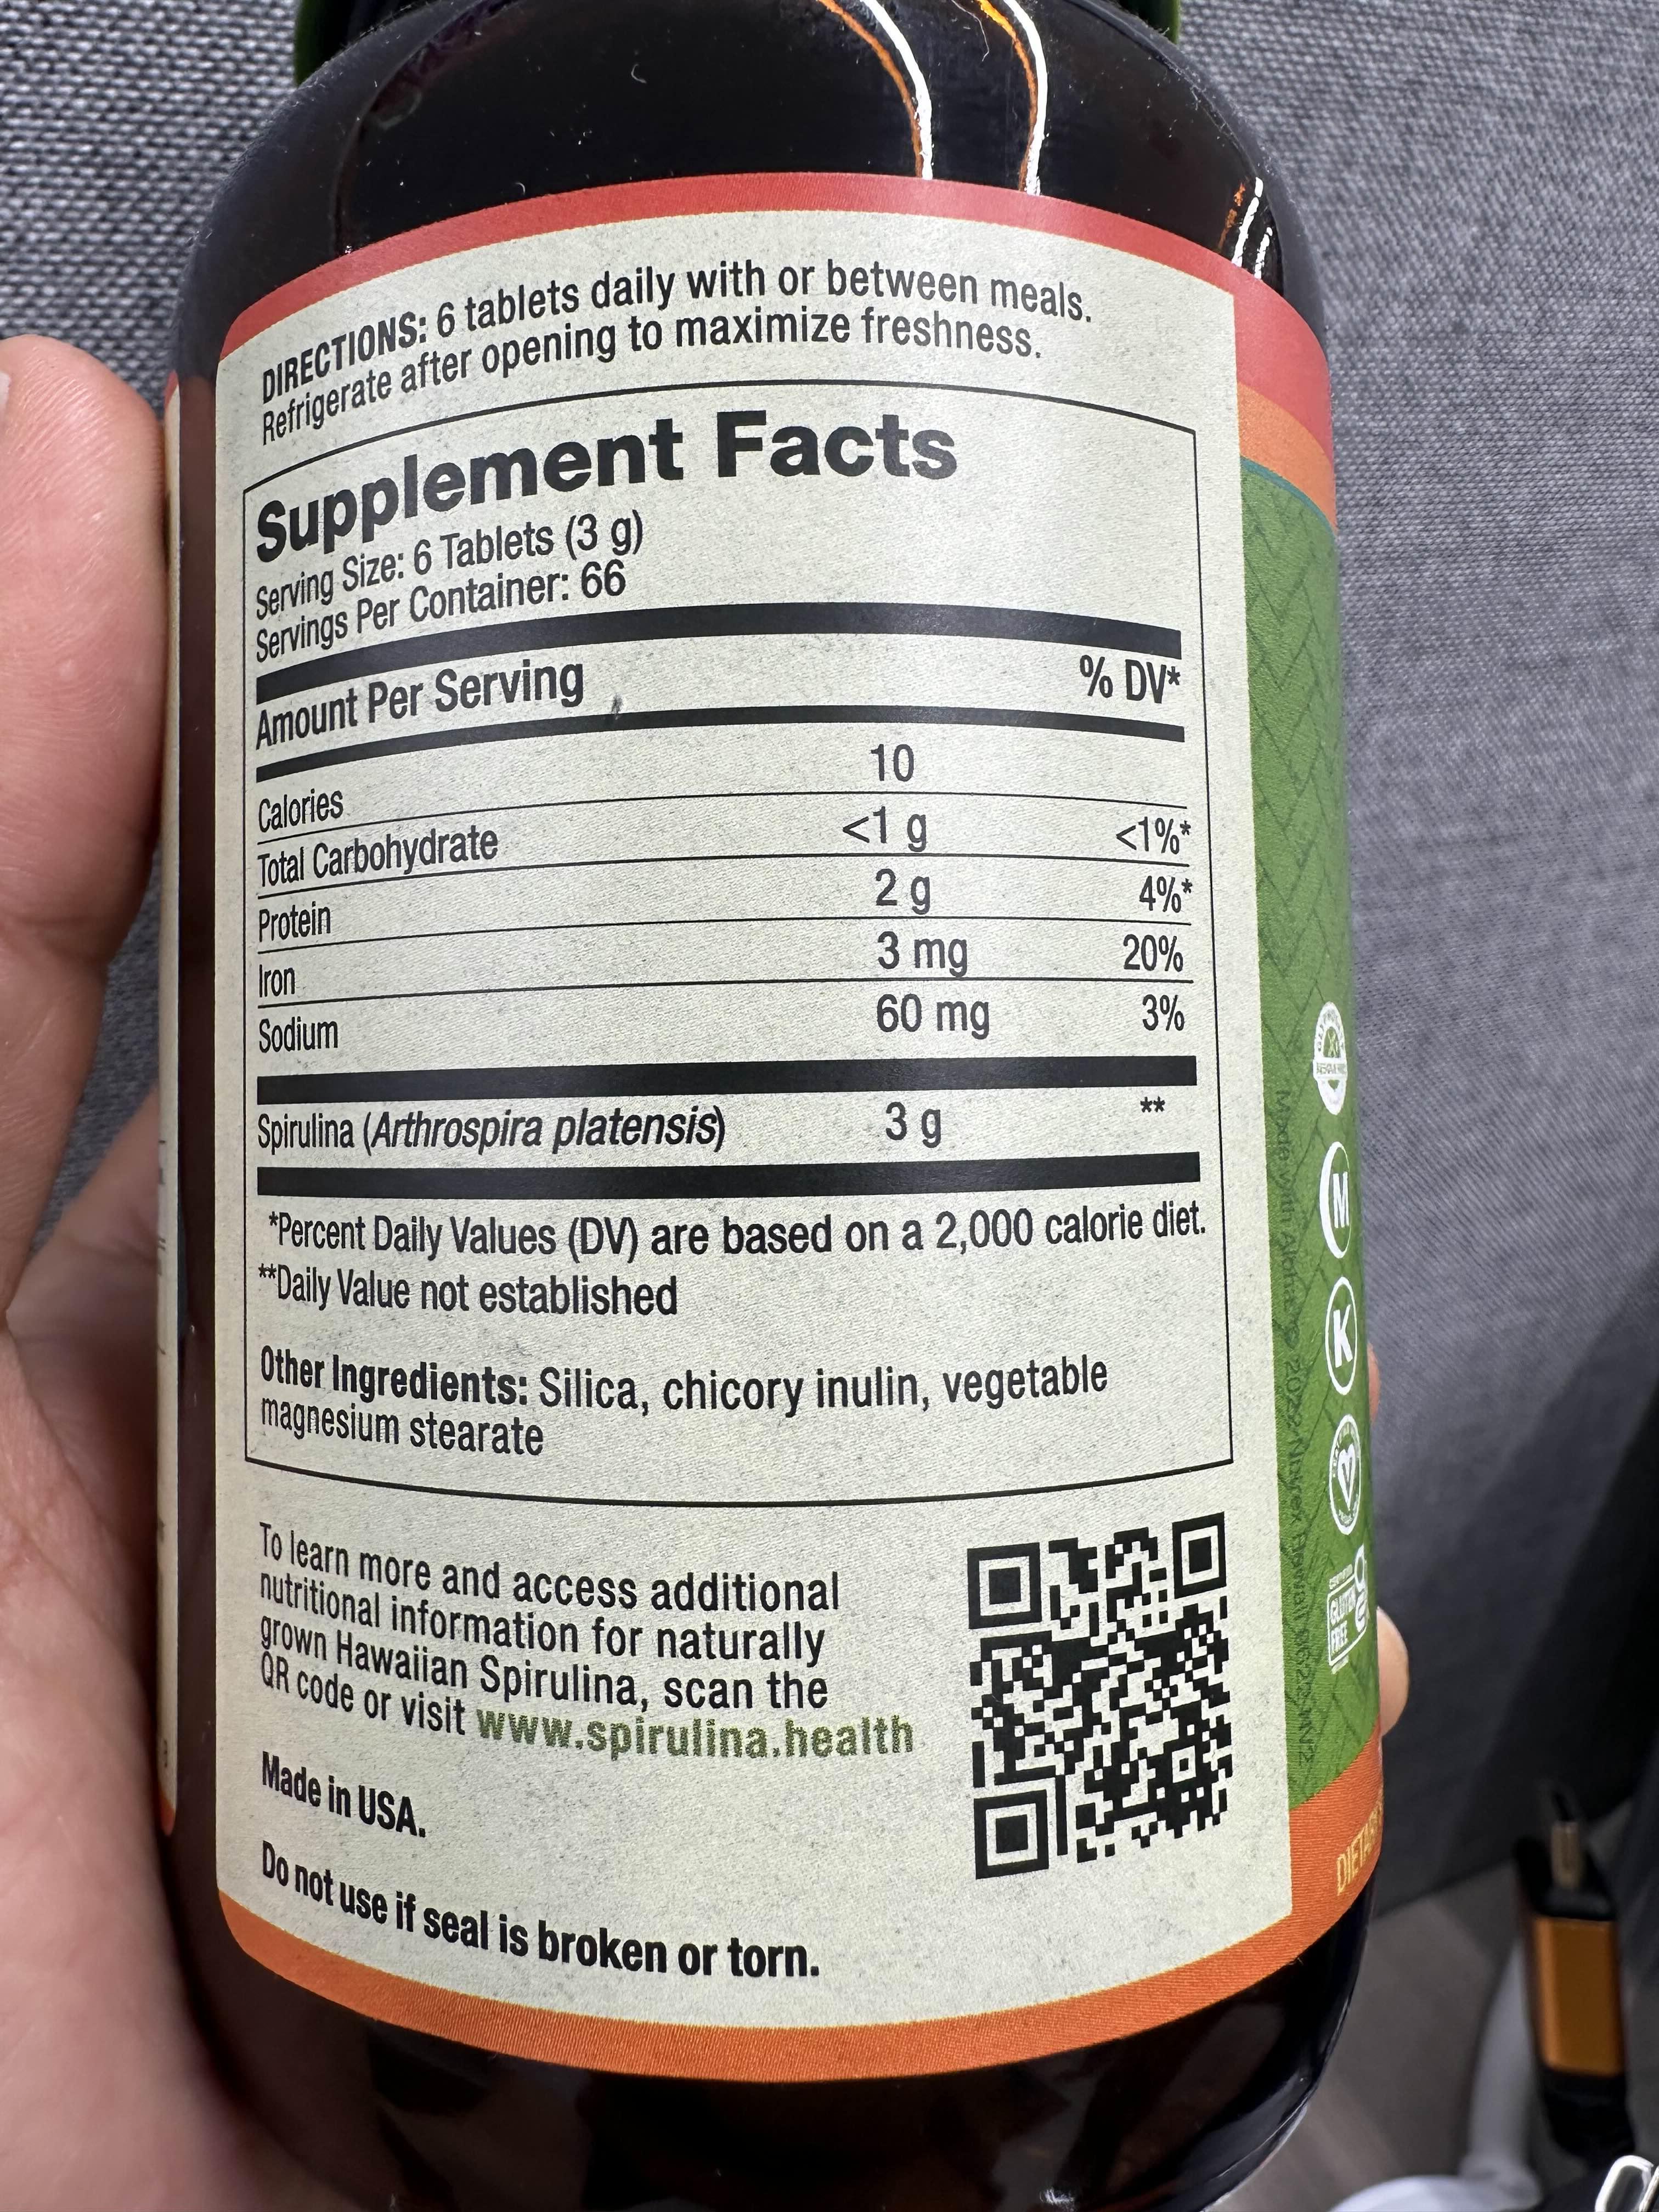 DIRECTIONS: 6 tablets daily with or between meals.
Refrigerate after opening to maximize freshness.
Supplement Facts
Serving Size: 6 Tablets (3 g)
Servings Per Container: 66
Amount Per Serving % DV*
Calories 10
Total Carbohydrate <1 g <1%*
Protein 2 g 4%*
Iron 3 mg 20%
Sodium 60 mg 3%
Spirulina (Arthrospira platensis) 3 g **
*Percent Daily Values (DV) are based on a 2,000 calorie diet.
**Daily Value not established
Other Ingredients: Silica, chicory inulin, vegetable
magnesium stearate
To learn more and access additional
nutritional information for naturally
grown Hawaiian Spirulina, scan the
QR code or visit www.spirulina.health
Made in USA.
Do not use if seal is broken or torn.
M
K
GLUTEN
FREE
Made with Aloha